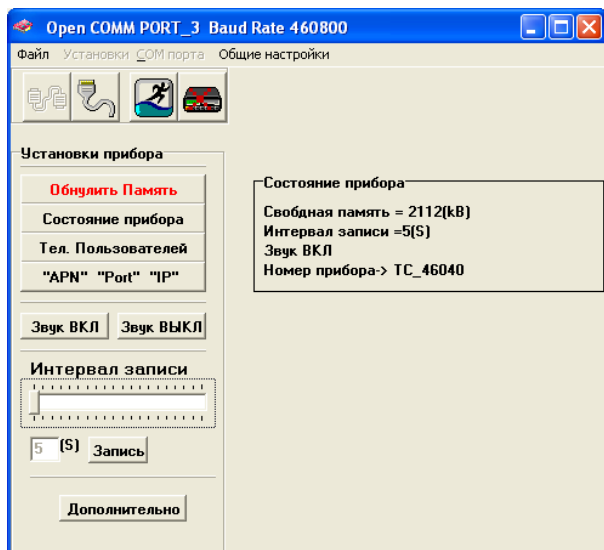 Open COMM PORT_3 Baud Rate 460800
Файл Установки COM порта Общие настройки
Установки прибора
Обнулить Память
Состояние прибора
Тел. Пользователей
"APN" "Port" "IP"
Звук ВКЛ Звук ВЫКЛ
Интервал записи
5 (S) Запись
Дополнительно
Состояние прибора
Свобдная память = 2112(kB)
Интервал записи =5(S)
Звук ВКЛ
Номер прибора-> TC_46040